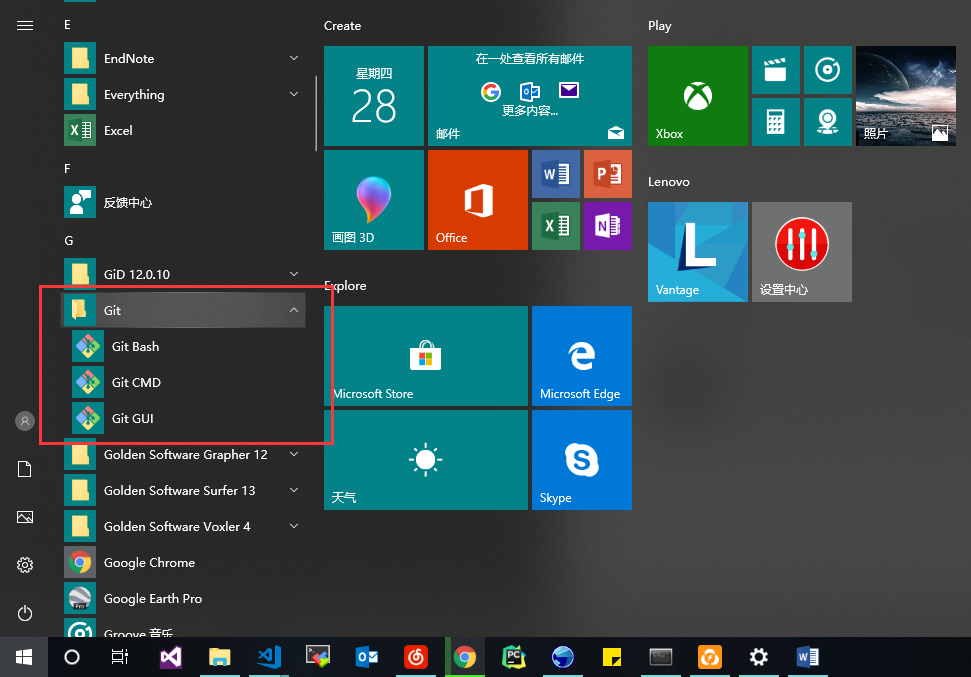 E
EndNote
Everything
Excel
F
反馈中心
G
GiD 12.0.10
Git
Git Bash
Git CMD
Git GUI
Golden Software Grapher 12
Golden Software Surfer 13
Golden Software Voxler 4
Google Chrome
Google Earth Pro
Groove 音乐
Create
星期四
28
在一处查看所有邮件
更多内容...
邮件
画图 3D
Office
Explore
Microsoft Store
Microsoft Edge
天气
Skype
Play
Xbox
照片
Lenovo
Vantage
设置中心